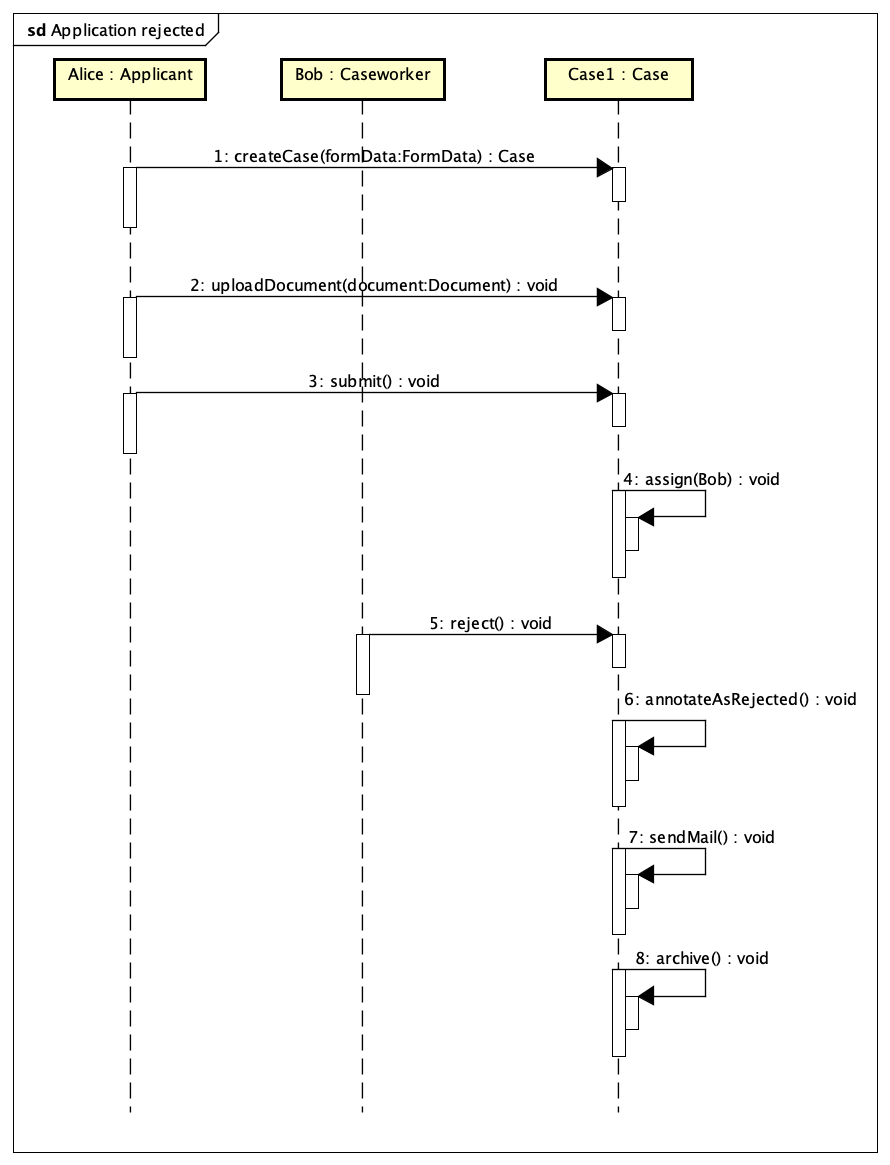 sd Application rejected
Alice : Applicant
Bob : Caseworker
Case1 : Case
1: createCase(formData:FormData) : Case
2: uploadDocument(document:Document) : void
3: submit() : void
4: assign(Bob) : void
5: reject() : void
6: annotateAsRejected() : void
7: sendMail() : void
8: archive() : void